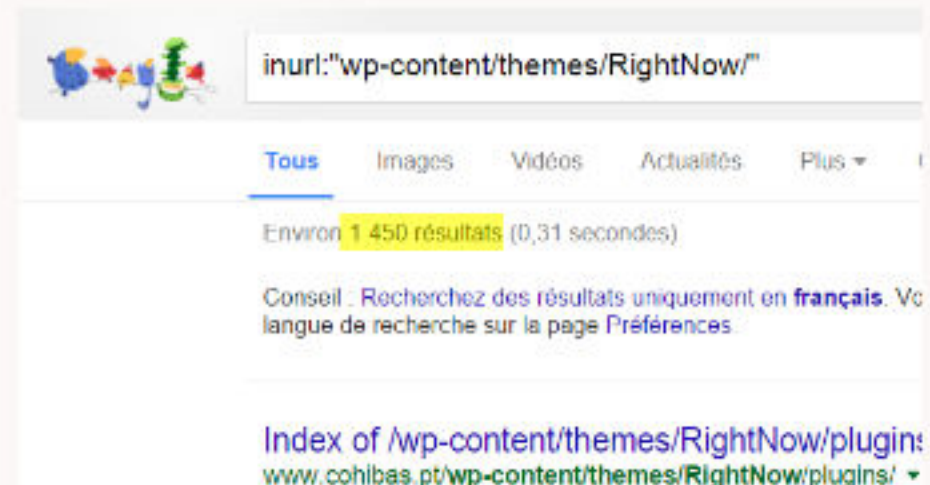 inurl:"wp-content/themes/RightNow/"
Tous Images Vidéos Actualités Plus
Environ 1 450 résultats (0,31 secondes)
Conseil : Recherchez des résultats uniquement en français.
langue de recherche sur la page Préférences.
Index of /wp-content/themes/RightNow/plugins
www.cohibas.pt/wp-content/themes/RightNow/plugins/